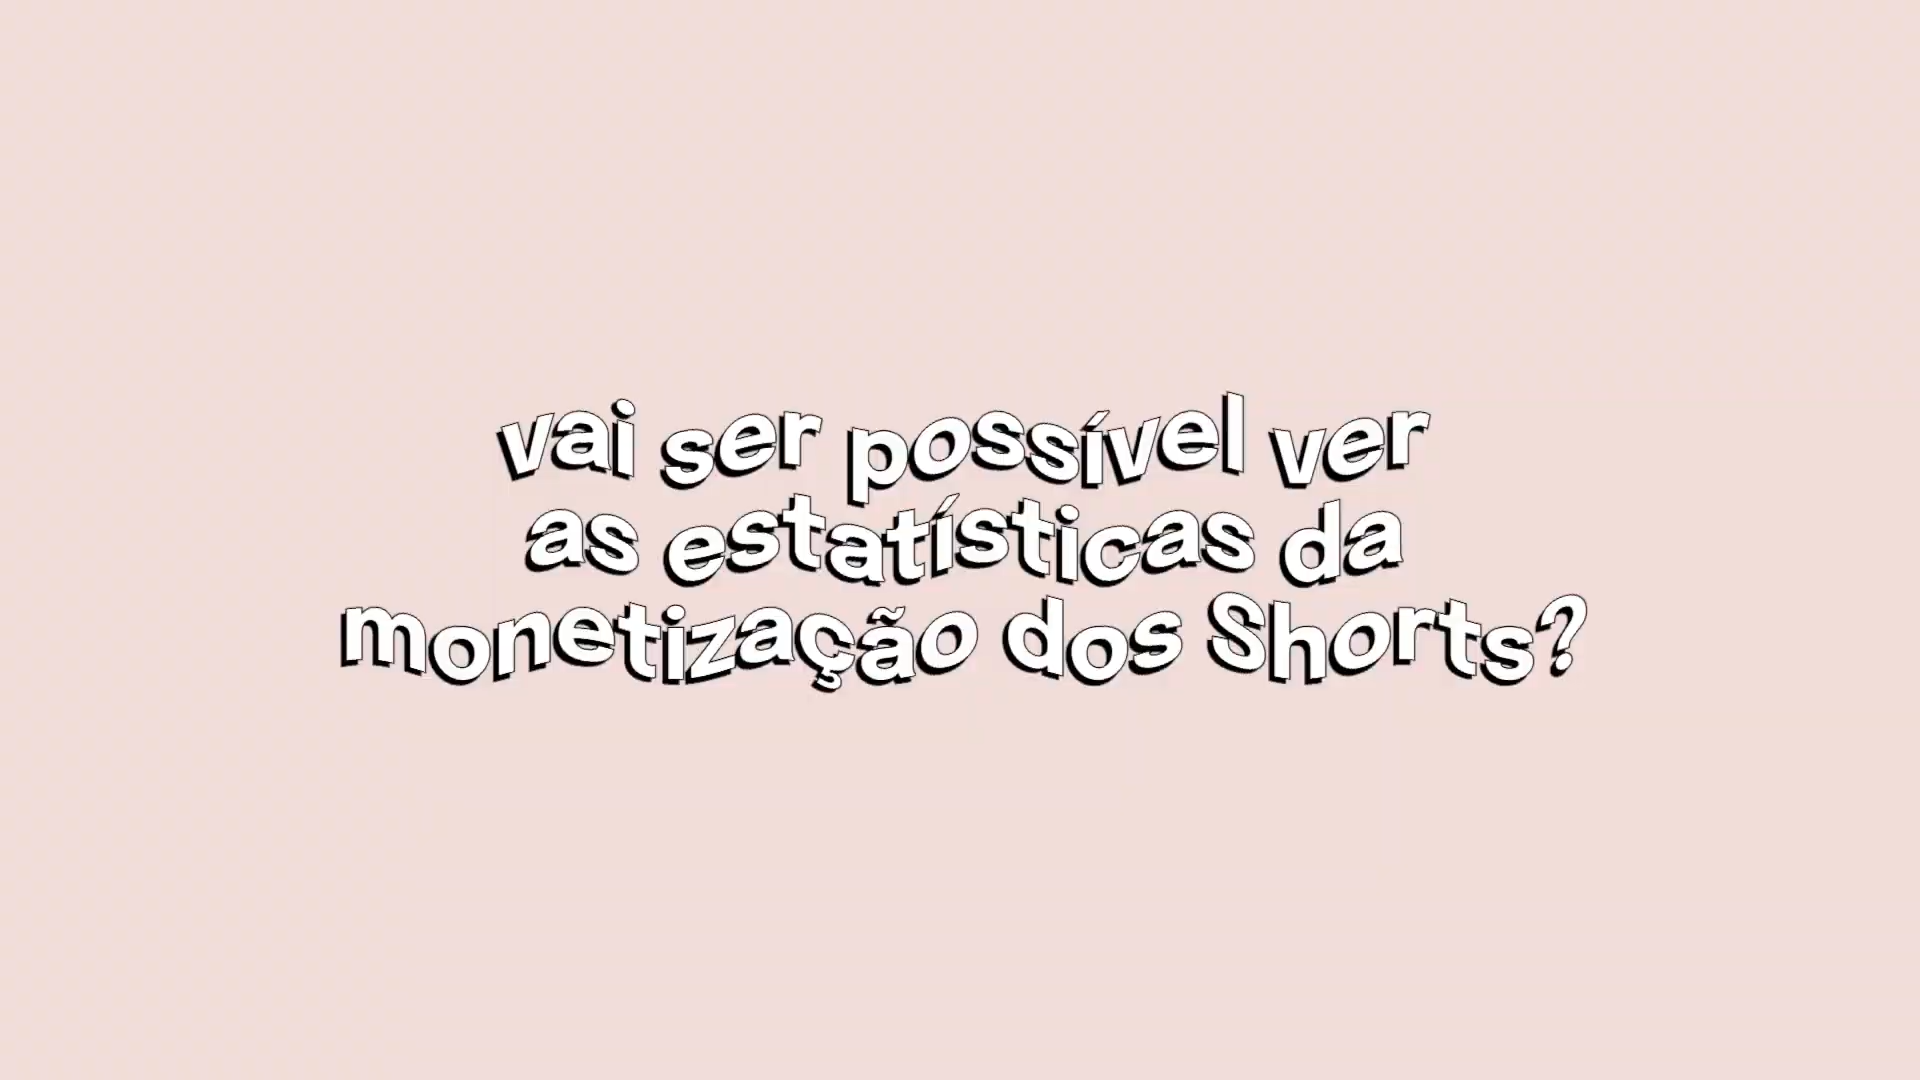 vai ser possível ver
as estatísticas da
monetização dos Shorts?